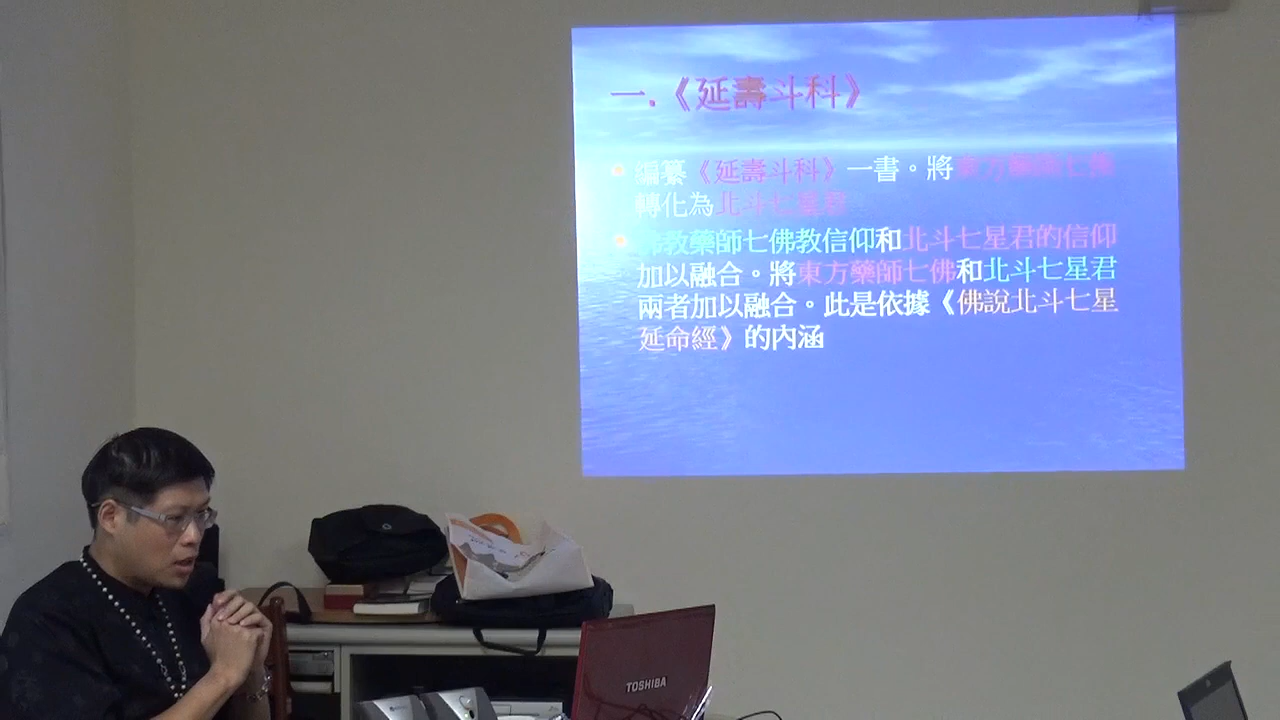 一.《延壽斗科》
編纂《延壽斗科》一書。將東方藥師七佛
轉化為北斗七星君
佛教藥師七佛教信仰和北斗七星君的信仰
加以融合。將東方藥師七佛和北斗七星君
兩者加以融合。此是依據《佛說北斗七星
延命經》的內涵
TOSHIBA